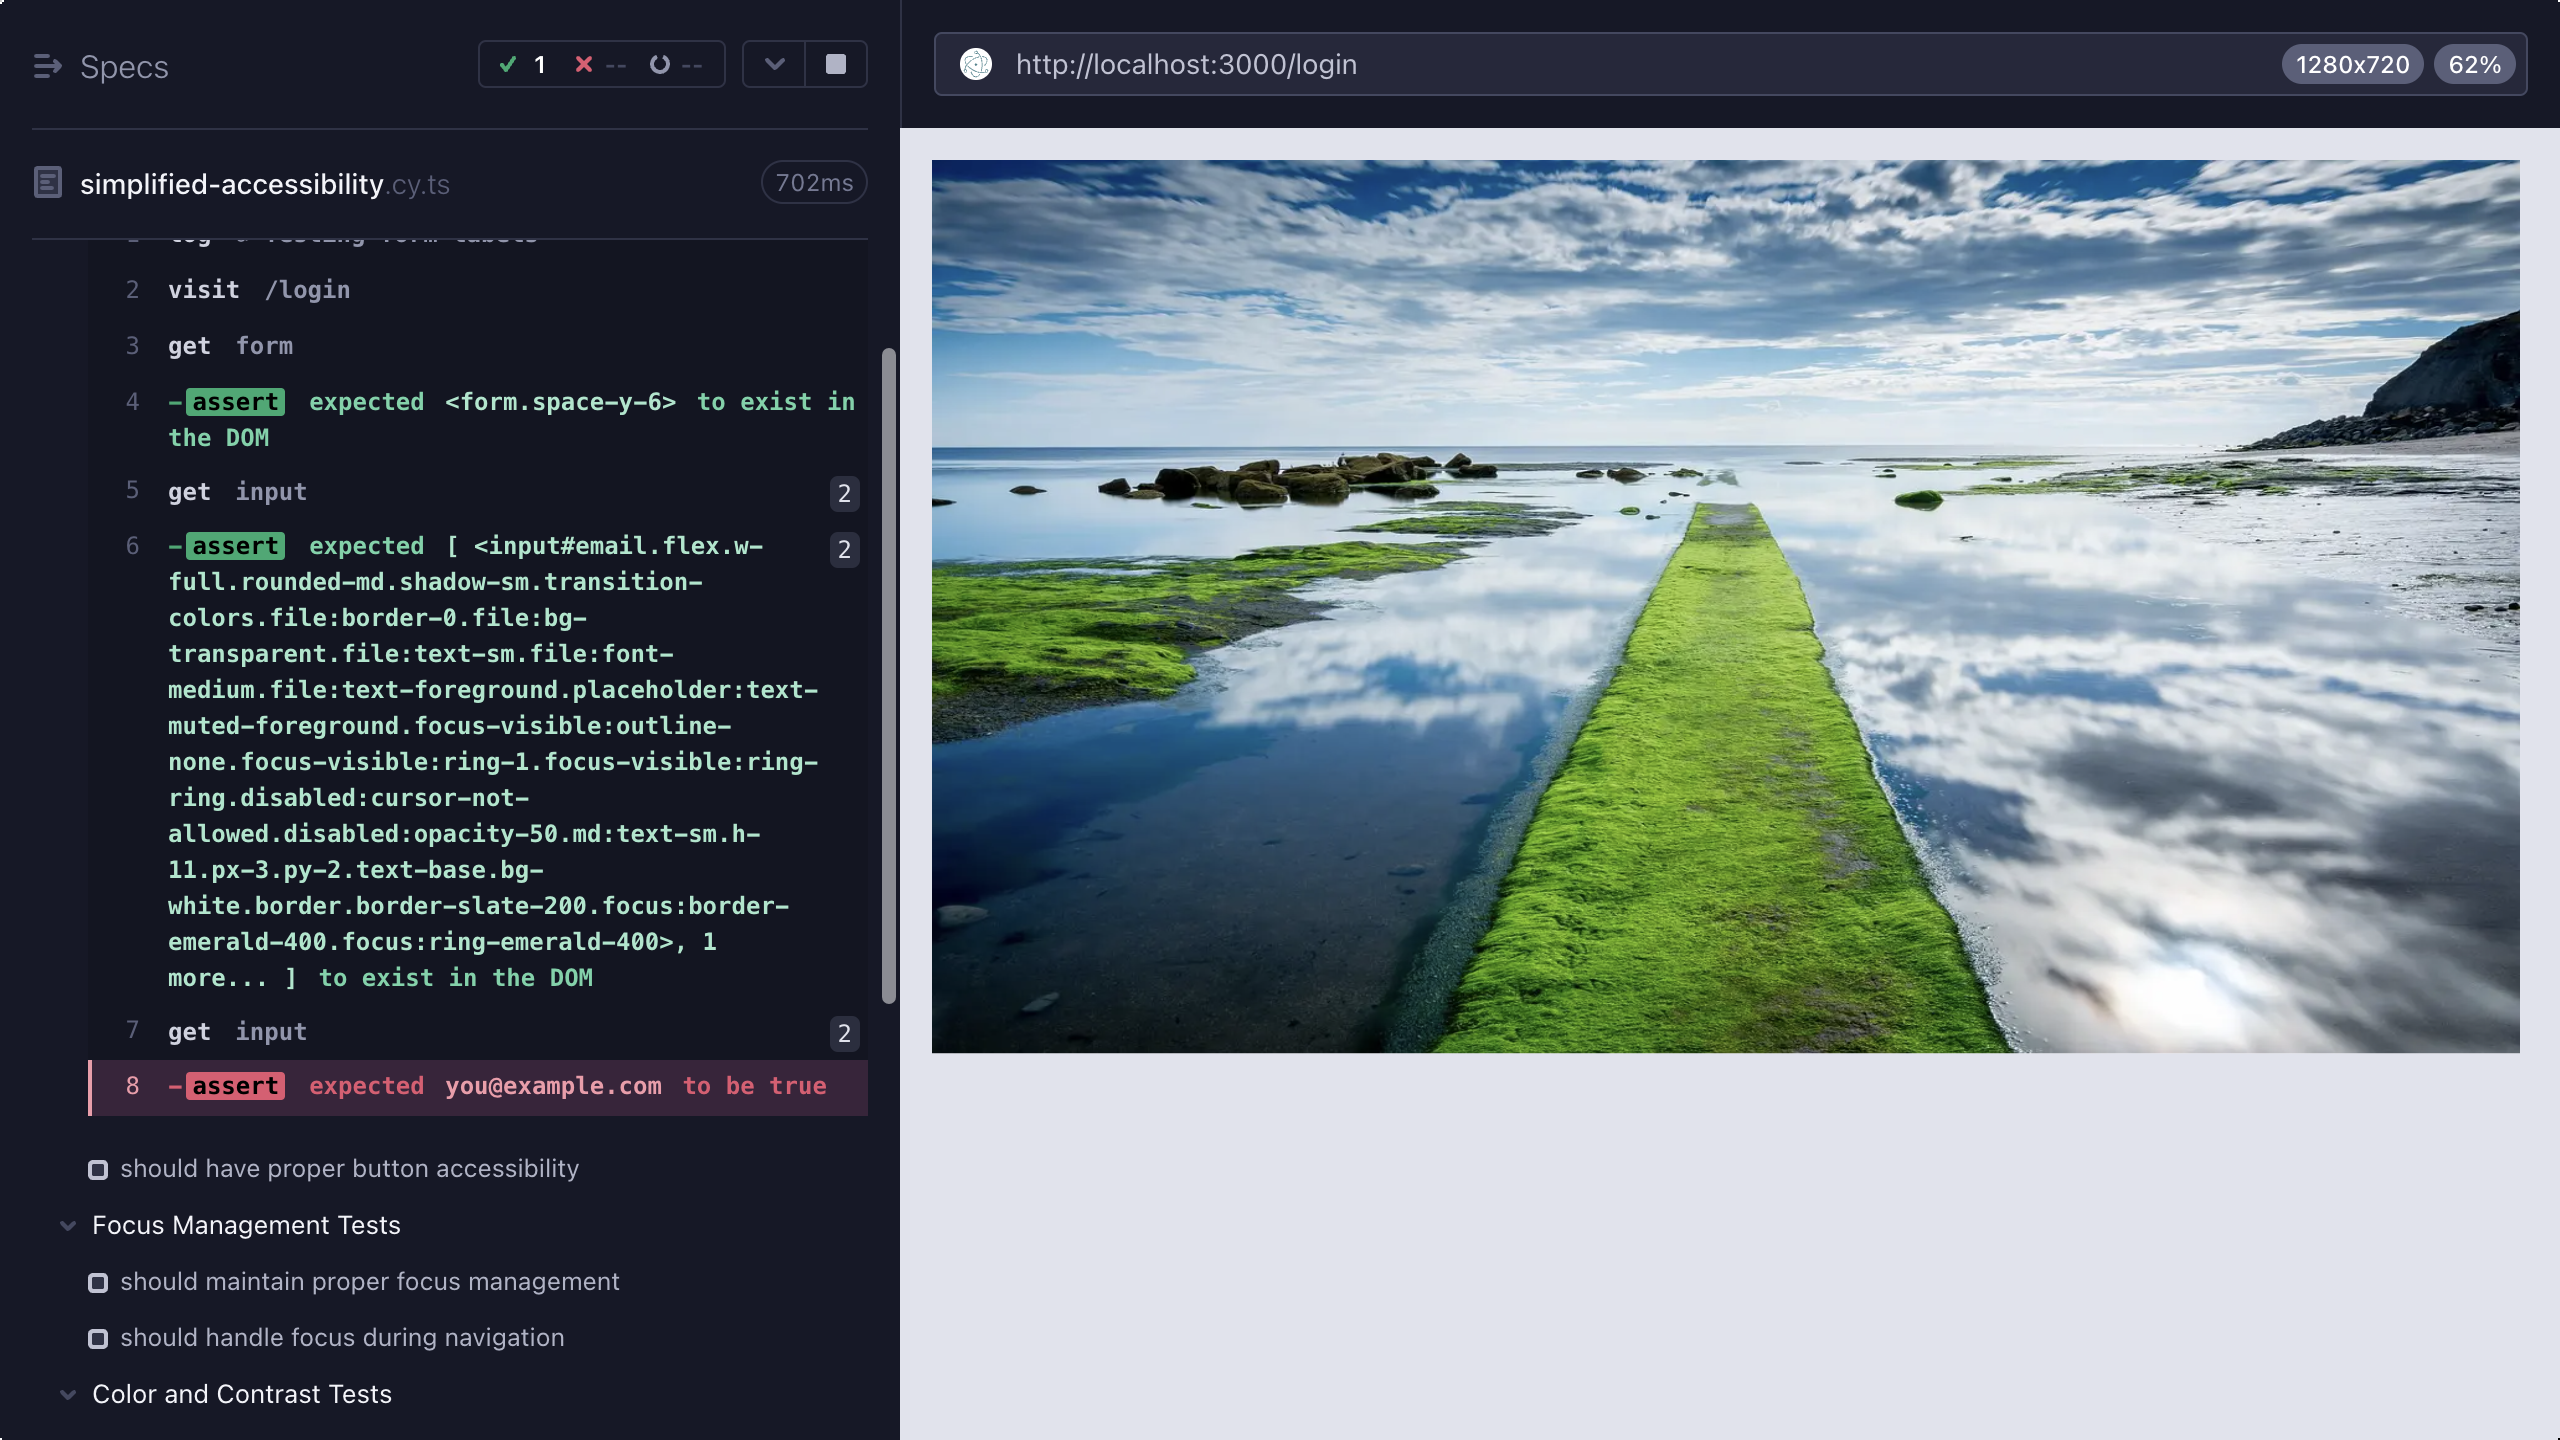 Specs
1 -- --
http://localhost:3000/login
1280x720 62%
simplified-accessibility.cy.ts
702ms
2 visit /login
3 get form
4 -assert expected <form.space-y-6> to exist in
the DOM
5 get input 2
6 -assert expected [ <input#email.flex.w- 2
full.rounded-md.shadow-sm.transition-
colors.file:border-0.file:bg-
transparent.file:text-sm.file:font-
medium.file:text-foreground.placeholder:text-
muted-foreground.focus-visible:outline-
none.focus-visible:ring-1.focus-visible:ring-
ring.disabled:cursor-not-
allowed.disabled:opacity-50.md:text-sm.h-
11.px-3.py-2.text-base.bg-
white.border.border-slate-200.focus:border-
emerald-400.focus:ring-emerald-400>, 1
more... ] to exist in the DOM
7 get input 2
8 -assert expected you@example.com to be true
should have proper button accessibility
Focus Management Tests
should maintain proper focus management
should handle focus during navigation
Color and Contrast Tests